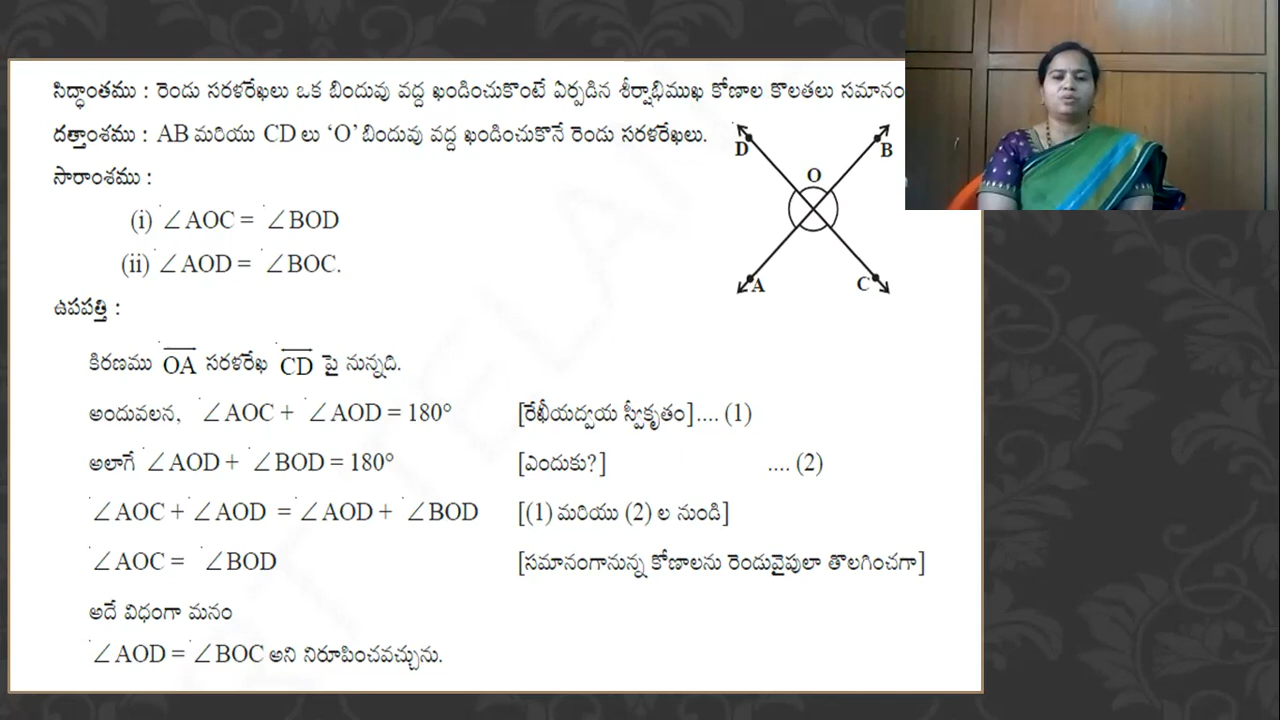 సిద్ధాంతము : రెండు సరళరేఖలు ఒక బిందువు వద్ద ఖండించుకొంటే ఏర్పడిన శీర్షాభిముఖ కోణాల కొలతలు సమానం
దత్తాంశము : AB మరియు CD లు ‘O’ బిందువు వద్ద ఖండించుకొనే రెండు సరళరేఖలు.
D
B
O
A
C
సారాంశము :
(i) ∠AOC = ∠BOD
(ii) ∠AOD = ∠BOC.
ఉపపత్తి :
కిరణము OA సరళరేఖ CD పై నున్నది.
అందువలన, ∠AOC + ∠AOD = 180° [రేఖీయద్వయ స్వీకృతం].... (1)
అలాగే ∠AOD + ∠BOD = 180° [ఎందుకు?] .... (2)
∠AOC + ∠AOD = ∠AOD + ∠BOD [(1) మరియు (2) ల నుండి]
∠AOC = ∠BOD [సమానంగానున్న కోణాలను రెండువైపులా తొలగించగా]
అదే విధంగా మనం
∠AOD = ∠BOC అని నిరూపించవచ్చును.